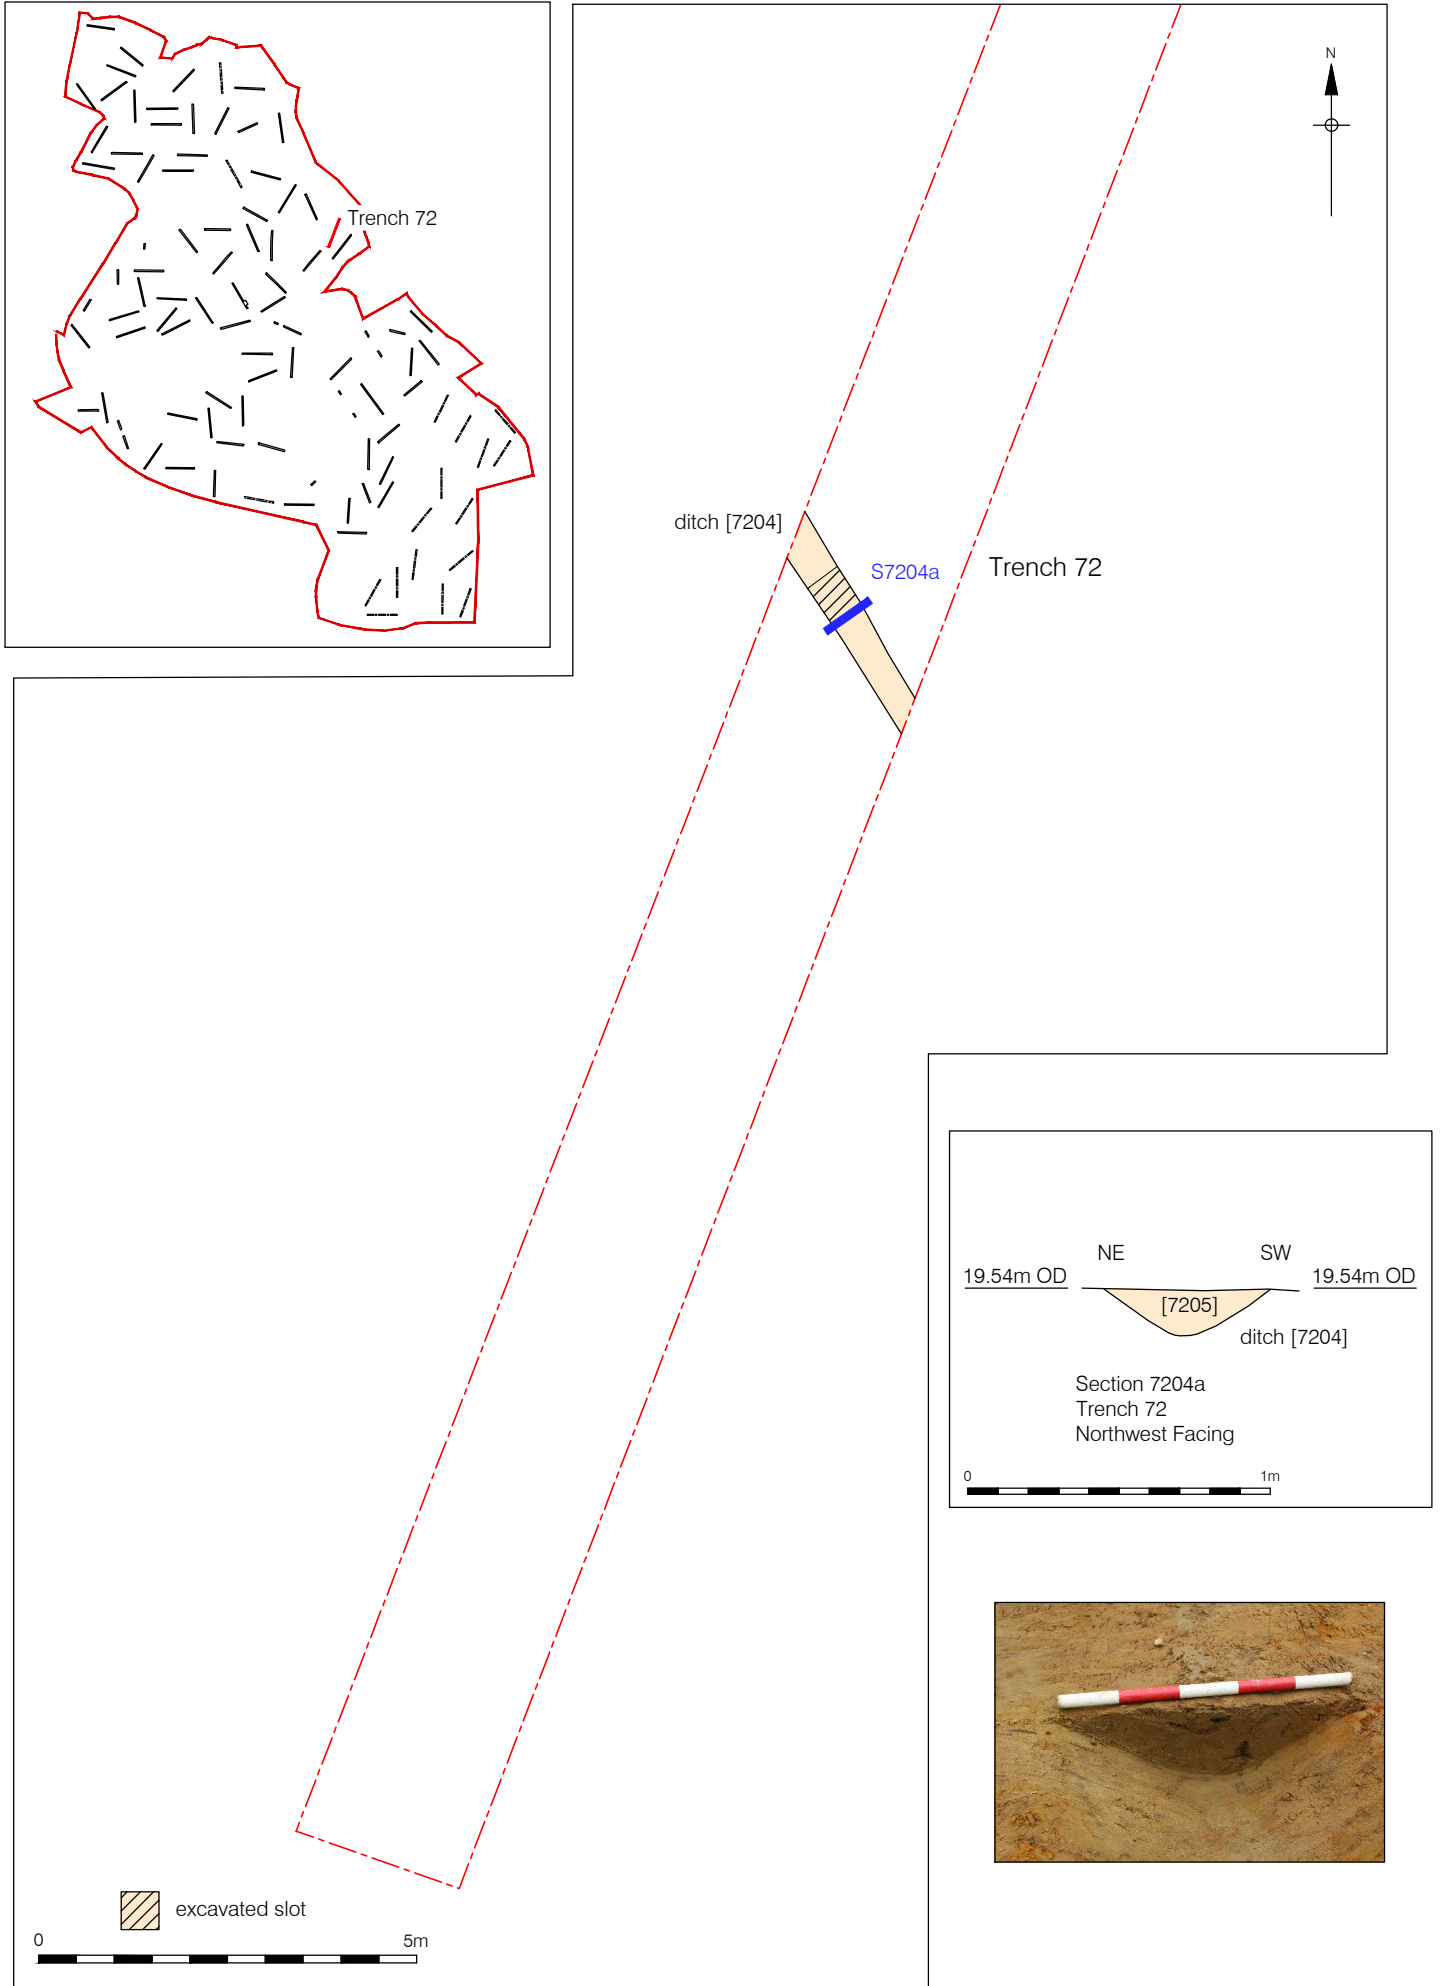 Trench 72
N
ditch [7204]
S7204a
Trench 72
NE SW
19.54m OD 19.54m OD
[7205]
ditch [7204]
Section 7204a
Trench 72
Northwest Facing
0 1m
excavated slot
0 5m